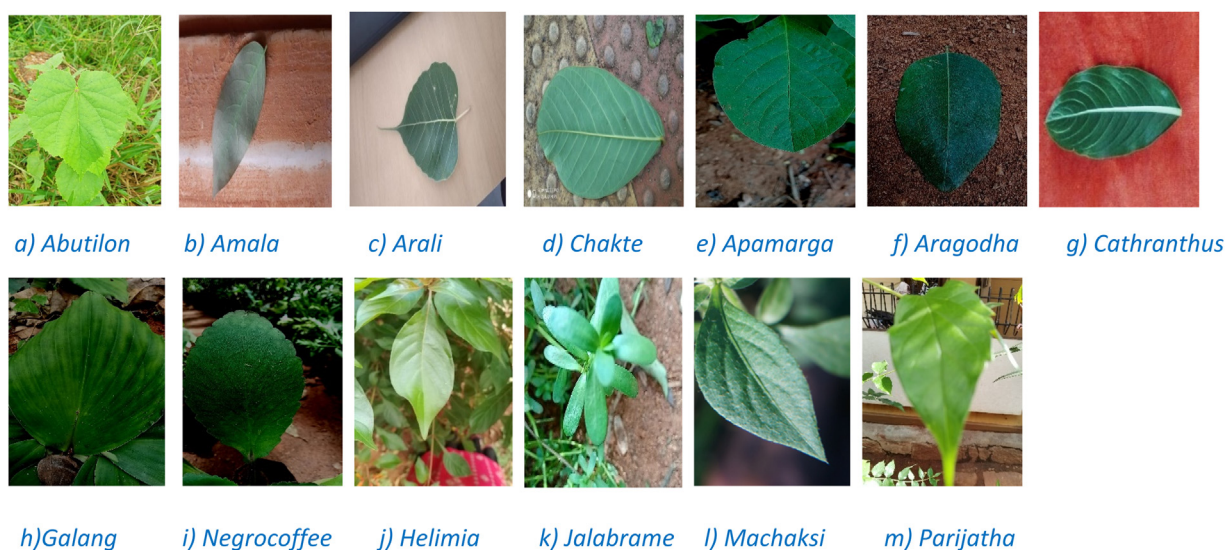 a) Abutilon
b) Amala
c) Arali
d) Chakte
e) Apamarga
f) Aragodha
g) Cathranthus
h)Galang
i) Negrocoffee
j) Helimia
k) Jalabrame
l) Machaksi
m) Parijatha